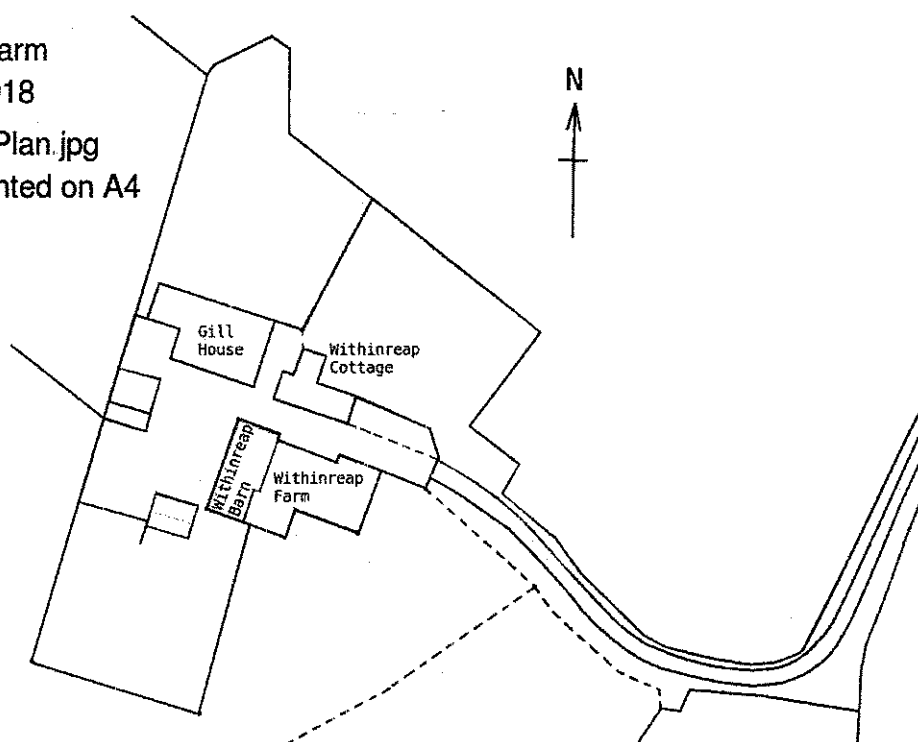 arm
18
Plan.jpg
nted on A4
N
Gill
House
Withinreap
Cottage
Withinreap
Barn
Withinreap
Farm